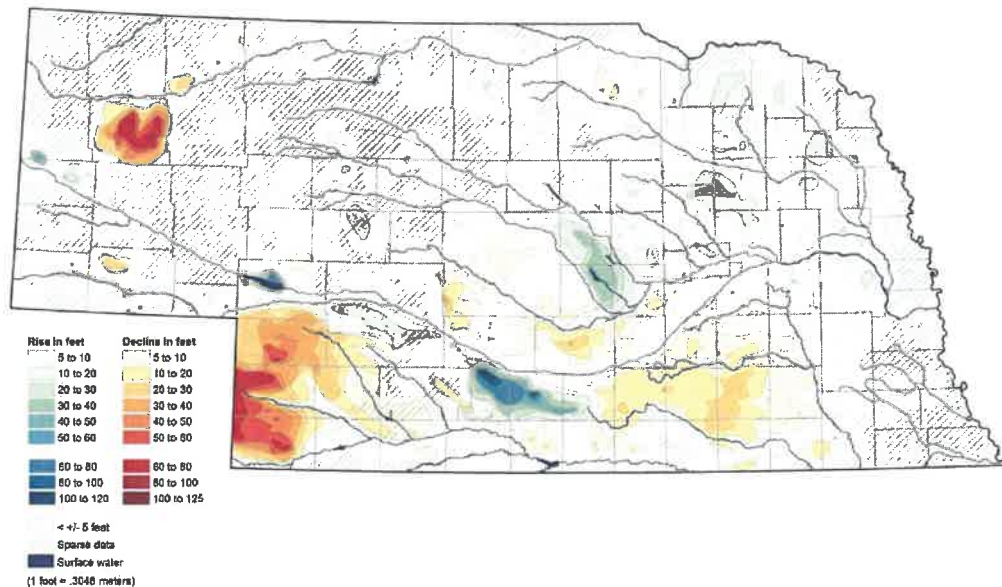 Rise in feet
5 to 10
10 to 20
20 to 30
30 to 40
40 to 50
50 to 60
60 to 80
80 to 100
100 to 120
Decline in feet
5 to 10
10 to 20
20 to 30
30 to 40
40 to 50
50 to 60
60 to 80
80 to 100
100 to 125
< +/- 5 feet
Sparse data
Surface water
(1 foot = .3048 meters)